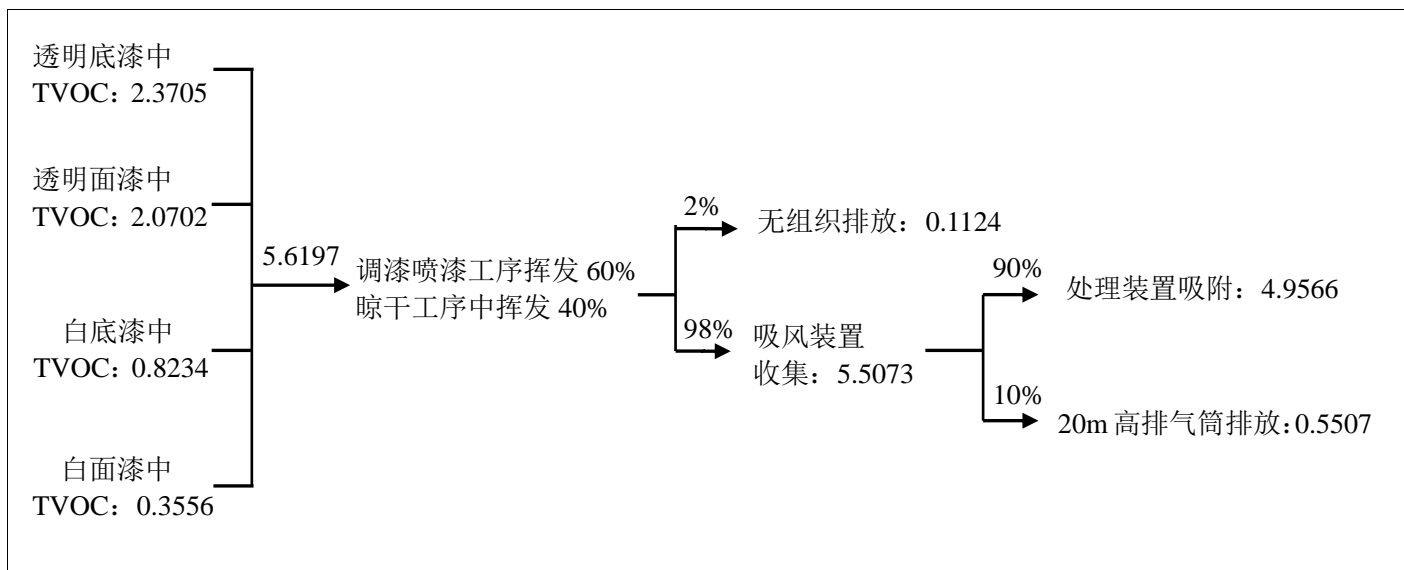 透明底漆中
TVOC：2.3705
透明面漆中
TVOC：2.0702
白底漆中
TVOC：0.8234
白面漆中
TVOC：0.3556
5.6197
调漆喷漆工序挥发 60%
晾干工序中挥发 40%
2%
无组织排放：0.1124
98%
吸风装置
收集：5.5073
90%
处理装置吸附：4.9566
10%
20m 高排气筒排放：0.5507